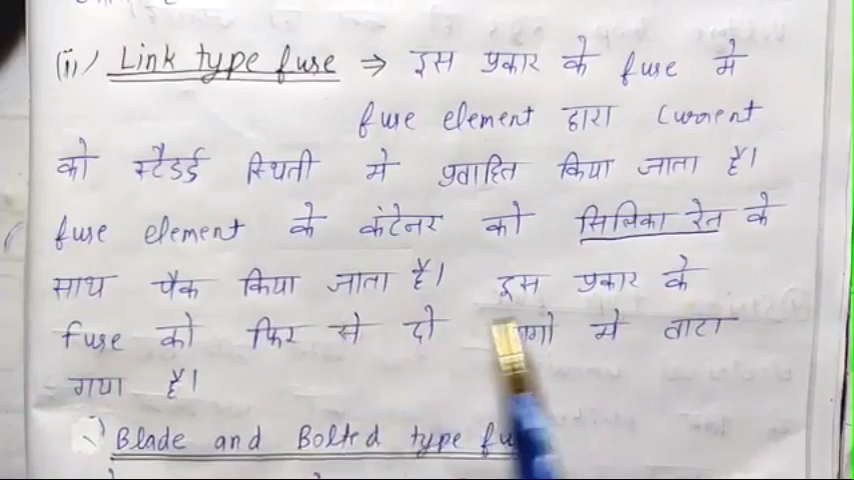 (ii) Link type fuse ⇒ इस प्रकार के fuse मे
fuse element द्वारा Current
को स्टैडर्ड स्थिती मे प्रवाहित किया जाता है।
fuse element के कंटेनर को सिलिका रेत के
साथ पैक किया जाता है। इस प्रकार के
fuse को फिर से दो मे वाटा
गया है।
Blade and Bolted type